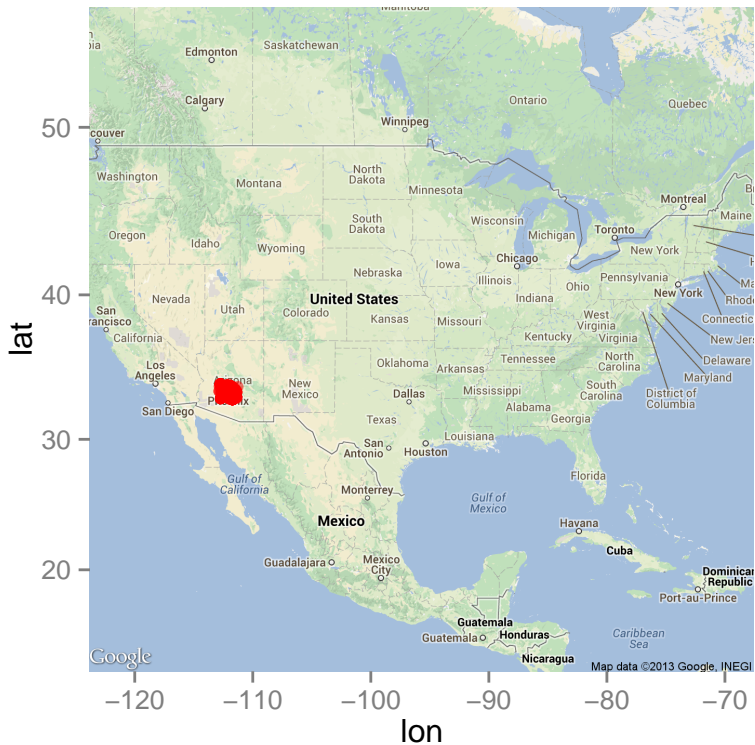 Manitoba
Edmonton
Saskatchewan
Calgary
Ontario
Quebec
Winnipeg
couver
Washington
North
Dakota
Montana
Minnesota
Montreal
Maine
South
Dakota
Wisconsin
Michigan
Toronto
Oregon
Idaho
Wyoming
New York
Chicago
Iowa
Nebraska
Illinois
Ohio
Pennsylvania
New York
Rhode
Connectic
Nevada
Utah
Colorado
United States
Kansas
Missouri
Indiana
West
Virginia
Virginia
Kentucky
New Jers
Delaware
Maryland
District of
Columbia
San
rancisco
California
Los
Angeles
San Diego
New
Mexico
Oklahoma
Arkansas
Tennessee
North
Carolina
South
Carolina
Mississippi
Alabama
Georgia
Dallas
Texas
San
Antonio
Houston
Louisiana
Florida
Gulf of
California
Monterrey
Gulf of
Mexico
Mexico
Havana
Cuba
Guadalajara
Mexico
City
Dominican
Republic
Port-au-Prince
Guatemala
Guatemala
Honduras
Nicaragua
Caribbean
Sea
Google
Map data ©2013 Google, INEGI
50
40
30
20
lat
−120
−110
−100
−90
−80
−70
lon